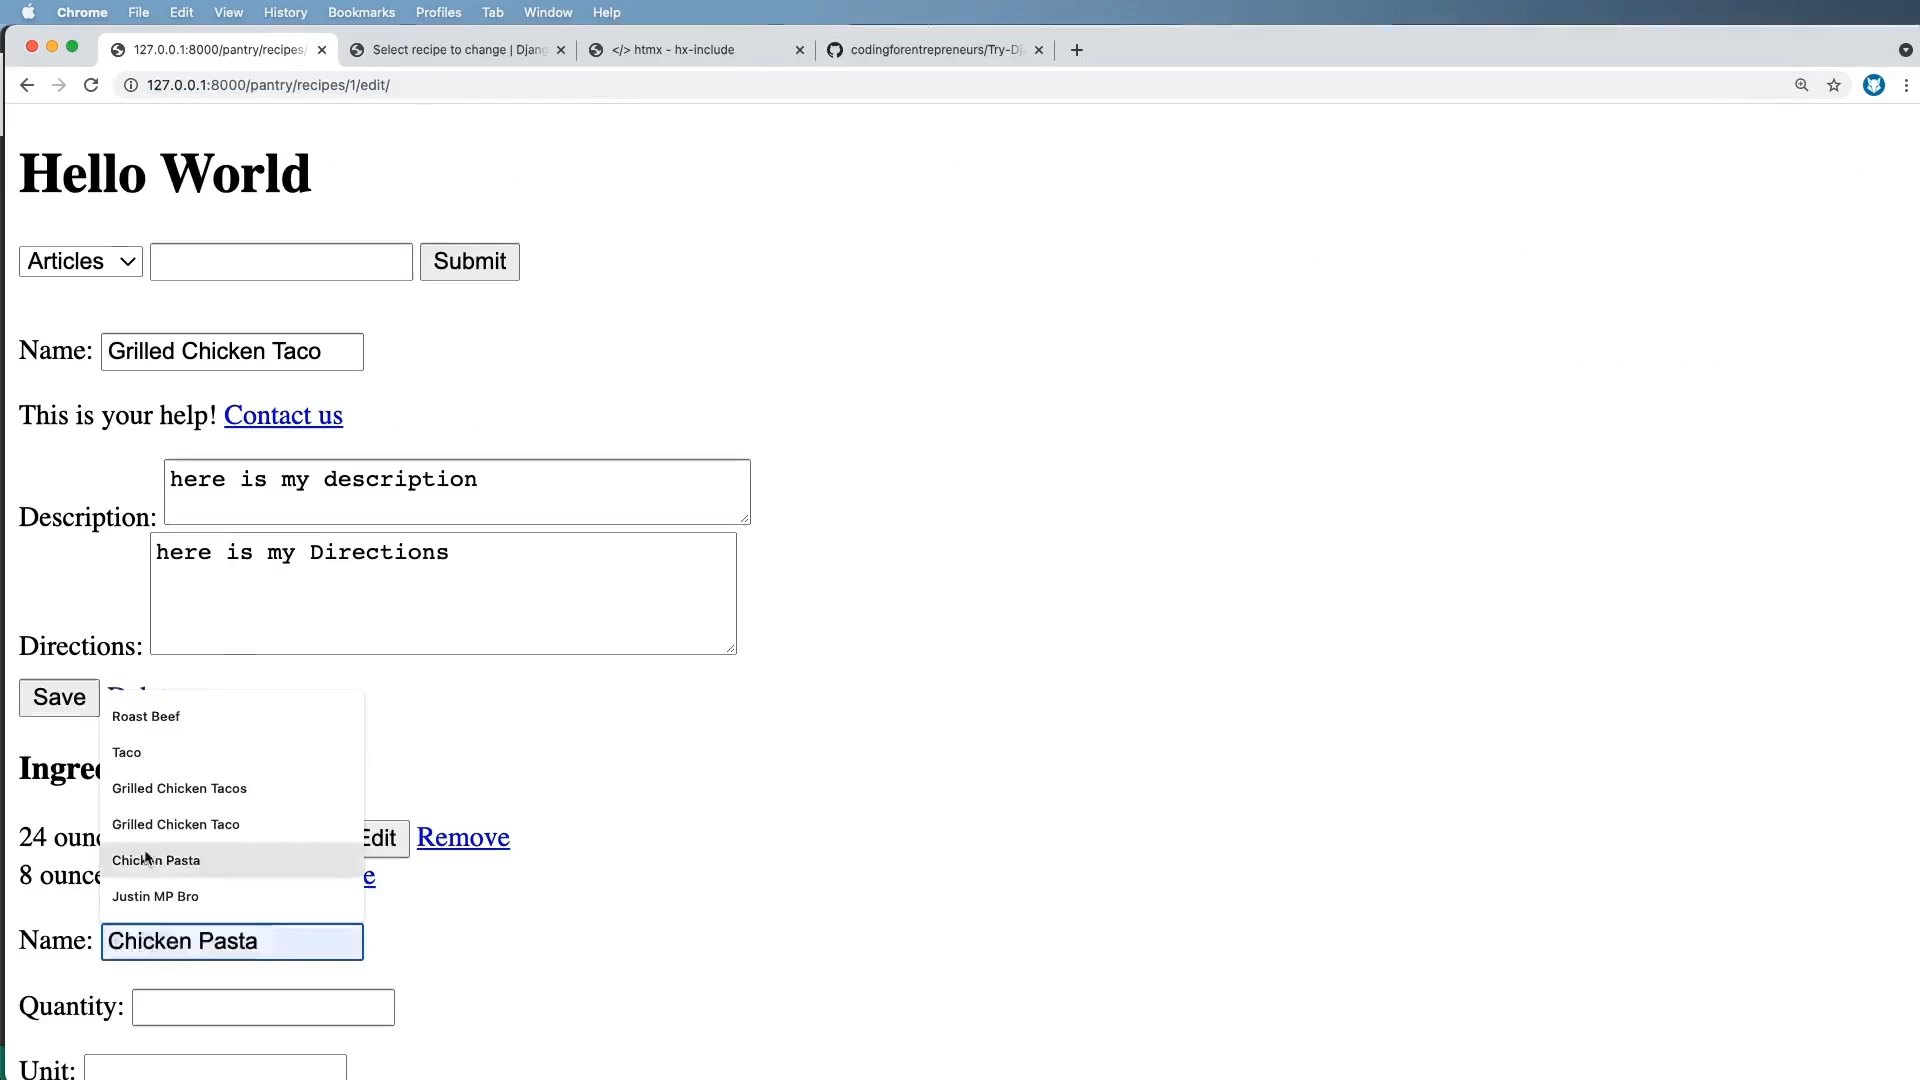 Chrome File Edit View History Bookmarks Profiles Tab Window Help
127.0.0.1:8000/pantry/recipes/ Select recipe to change | Djang </> htmx - hx-include codingforentrepreneurs/Try-Dj
127.0.0.1:8000/pantry/recipes/1/edit/
Hello World
Articles Submit
Name: Grilled Chicken Taco
This is your help! Contact us
here is my description
Description:
here is my Directions
Directions:
Save
Roast Beef
Taco
Ingre
Grilled Chicken Tacos
Grilled Chicken Taco
24 oun Edit Remove
Chicken Pasta
8 ounce e
Justin MP Bro
Name: Chicken Pasta
Quantity:
Unit: